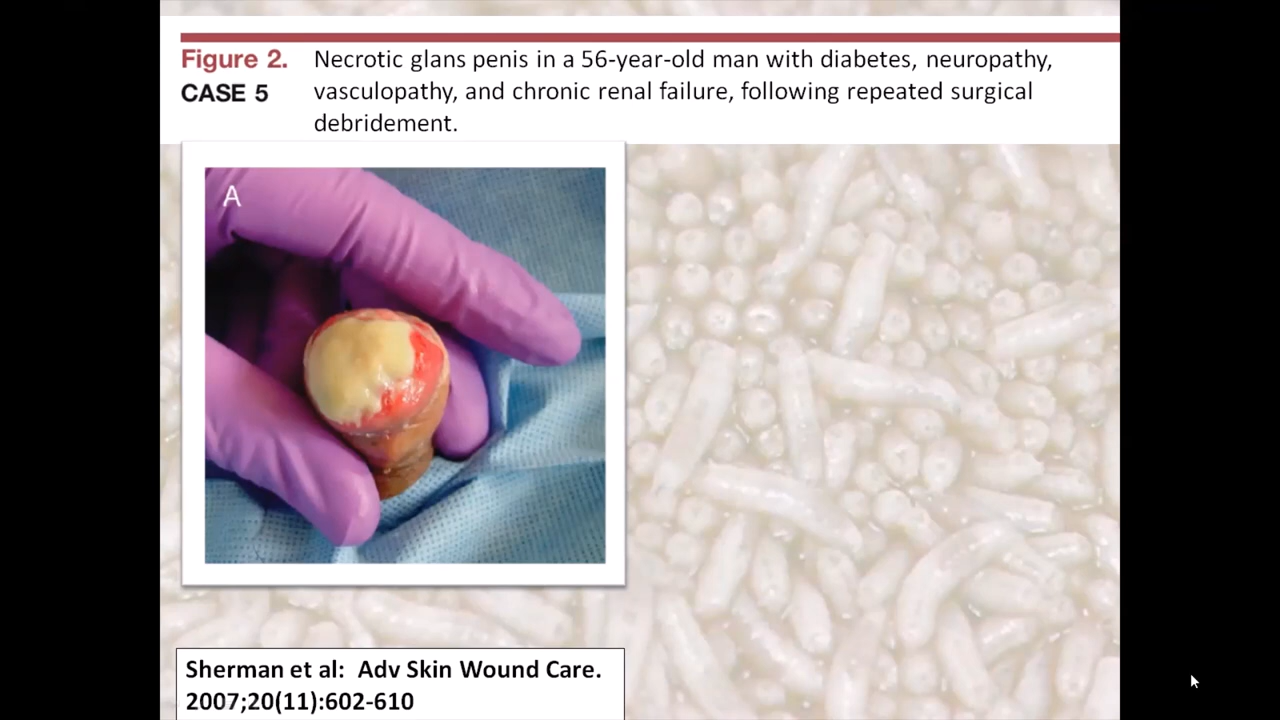 Figure 2. Necrotic glans penis in a 56-year-old man with diabetes, neuropathy,
CASE 5 vasculopathy, and chronic renal failure, following repeated surgical
debridement.
A
Sherman et al: Adv Skin Wound Care.
2007;20(11):602-610